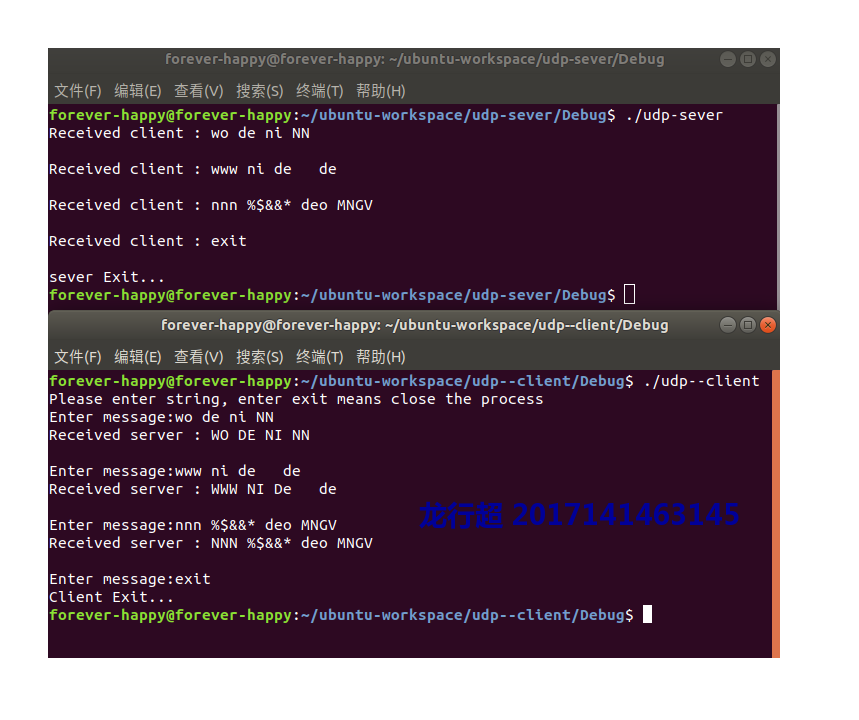 forever-happy@forever-happy: ~/ubuntu-workspace/udp-sever/Debug
文件(F) 编辑(E) 查看(V) 搜索(S) 终端(T) 帮助(H)
forever-happy@forever-happy:~/ubuntu-workspace/udp-sever/Debug$ ./udp-sever
Received client : wo de ni NN
Received client : www ni de   de
Received client : nnn %$&&* deo MNGV
Received client : exit
sever Exit...
forever-happy@forever-happy:~/ubuntu-workspace/udp-sever/Debug$
forever-happy@forever-happy: ~/ubuntu-workspace/udp--client/Debug
文件(F) 编辑(E) 查看(V) 搜索(S) 终端(T) 帮助(H)
forever-happy@forever-happy:~/ubuntu-workspace/udp--client/Debug$ ./udp--client
Please enter string, enter exit means close the process
Enter message:wo de ni NN
Received server : WO DE NI NN
Enter message:www ni de   de
Received server : WWW NI De   de
龙行超 2017141463145
Enter message:nnn %$&&* deo MNGV
Received server : NNN %$&&* deo MNGV
Enter message:exit
Client Exit...
forever-happy@forever-happy:~/ubuntu-workspace/udp--client/Debug$